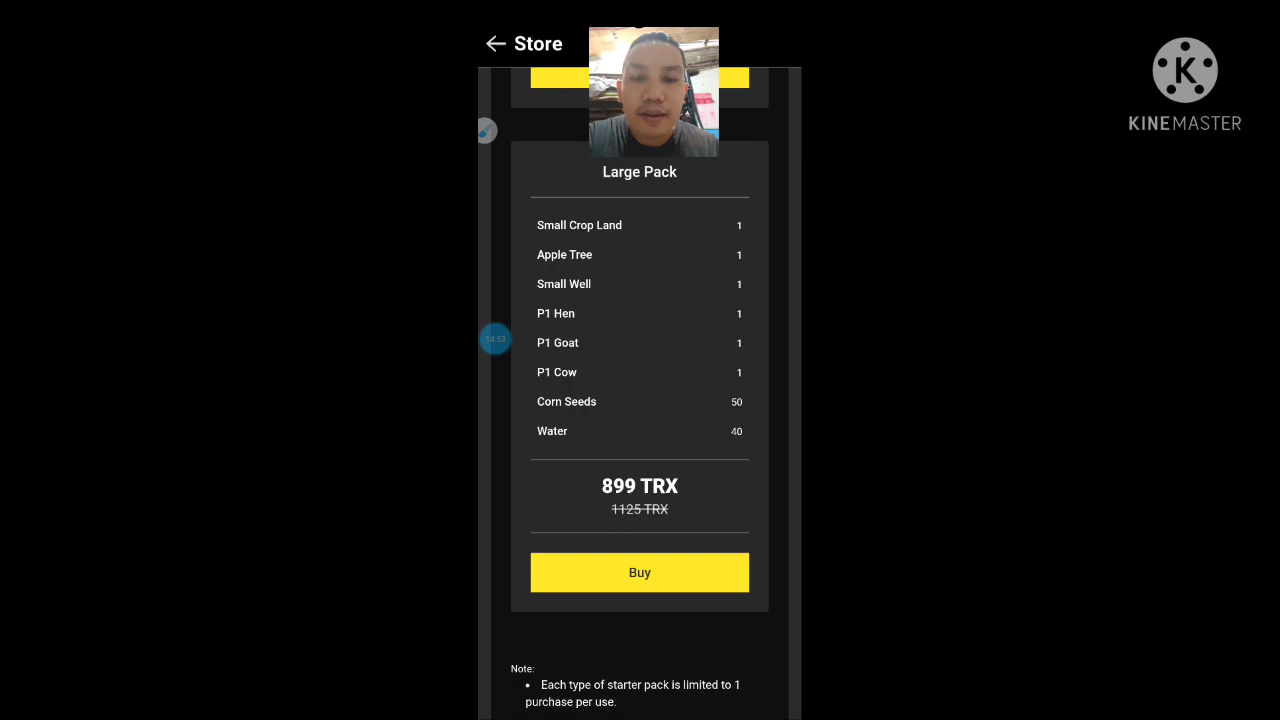 Store
K
KINEMASTER
Large Pack
Small Crop Land 1
Apple Tree 1
Small Well 1
P1 Hen 1
14:53
P1 Goat 1
P1 Cow 1
Corn Seeds 50
Water 40
899 TRX
1125 TRX
Buy
Note:
• Each type of starter pack is limited to 1
purchase per use.